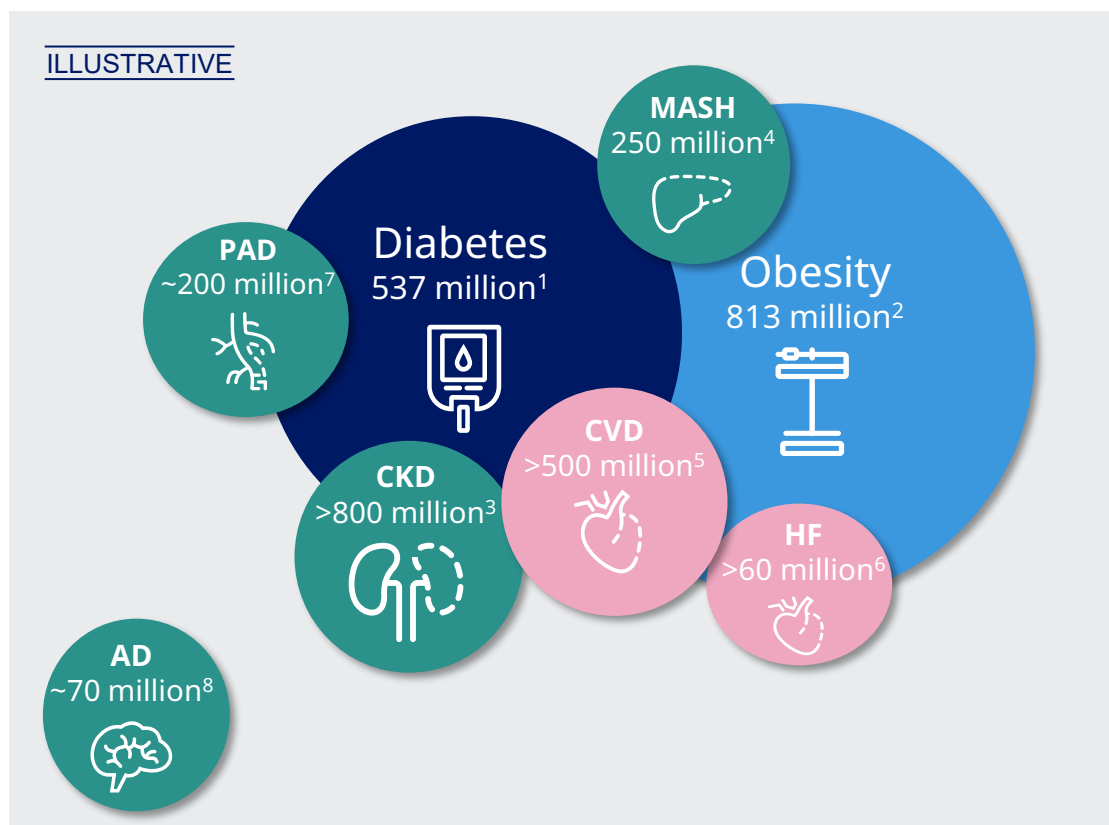 ILLUSTRATIVE
MASH
250 million⁴
Diabetes
537 million¹
Obesity
813 million²
PAD
~200 million⁷
CVD
>500 million⁵
CKD
>800 million³
HF
>60 million⁶
AD
~70 million⁸